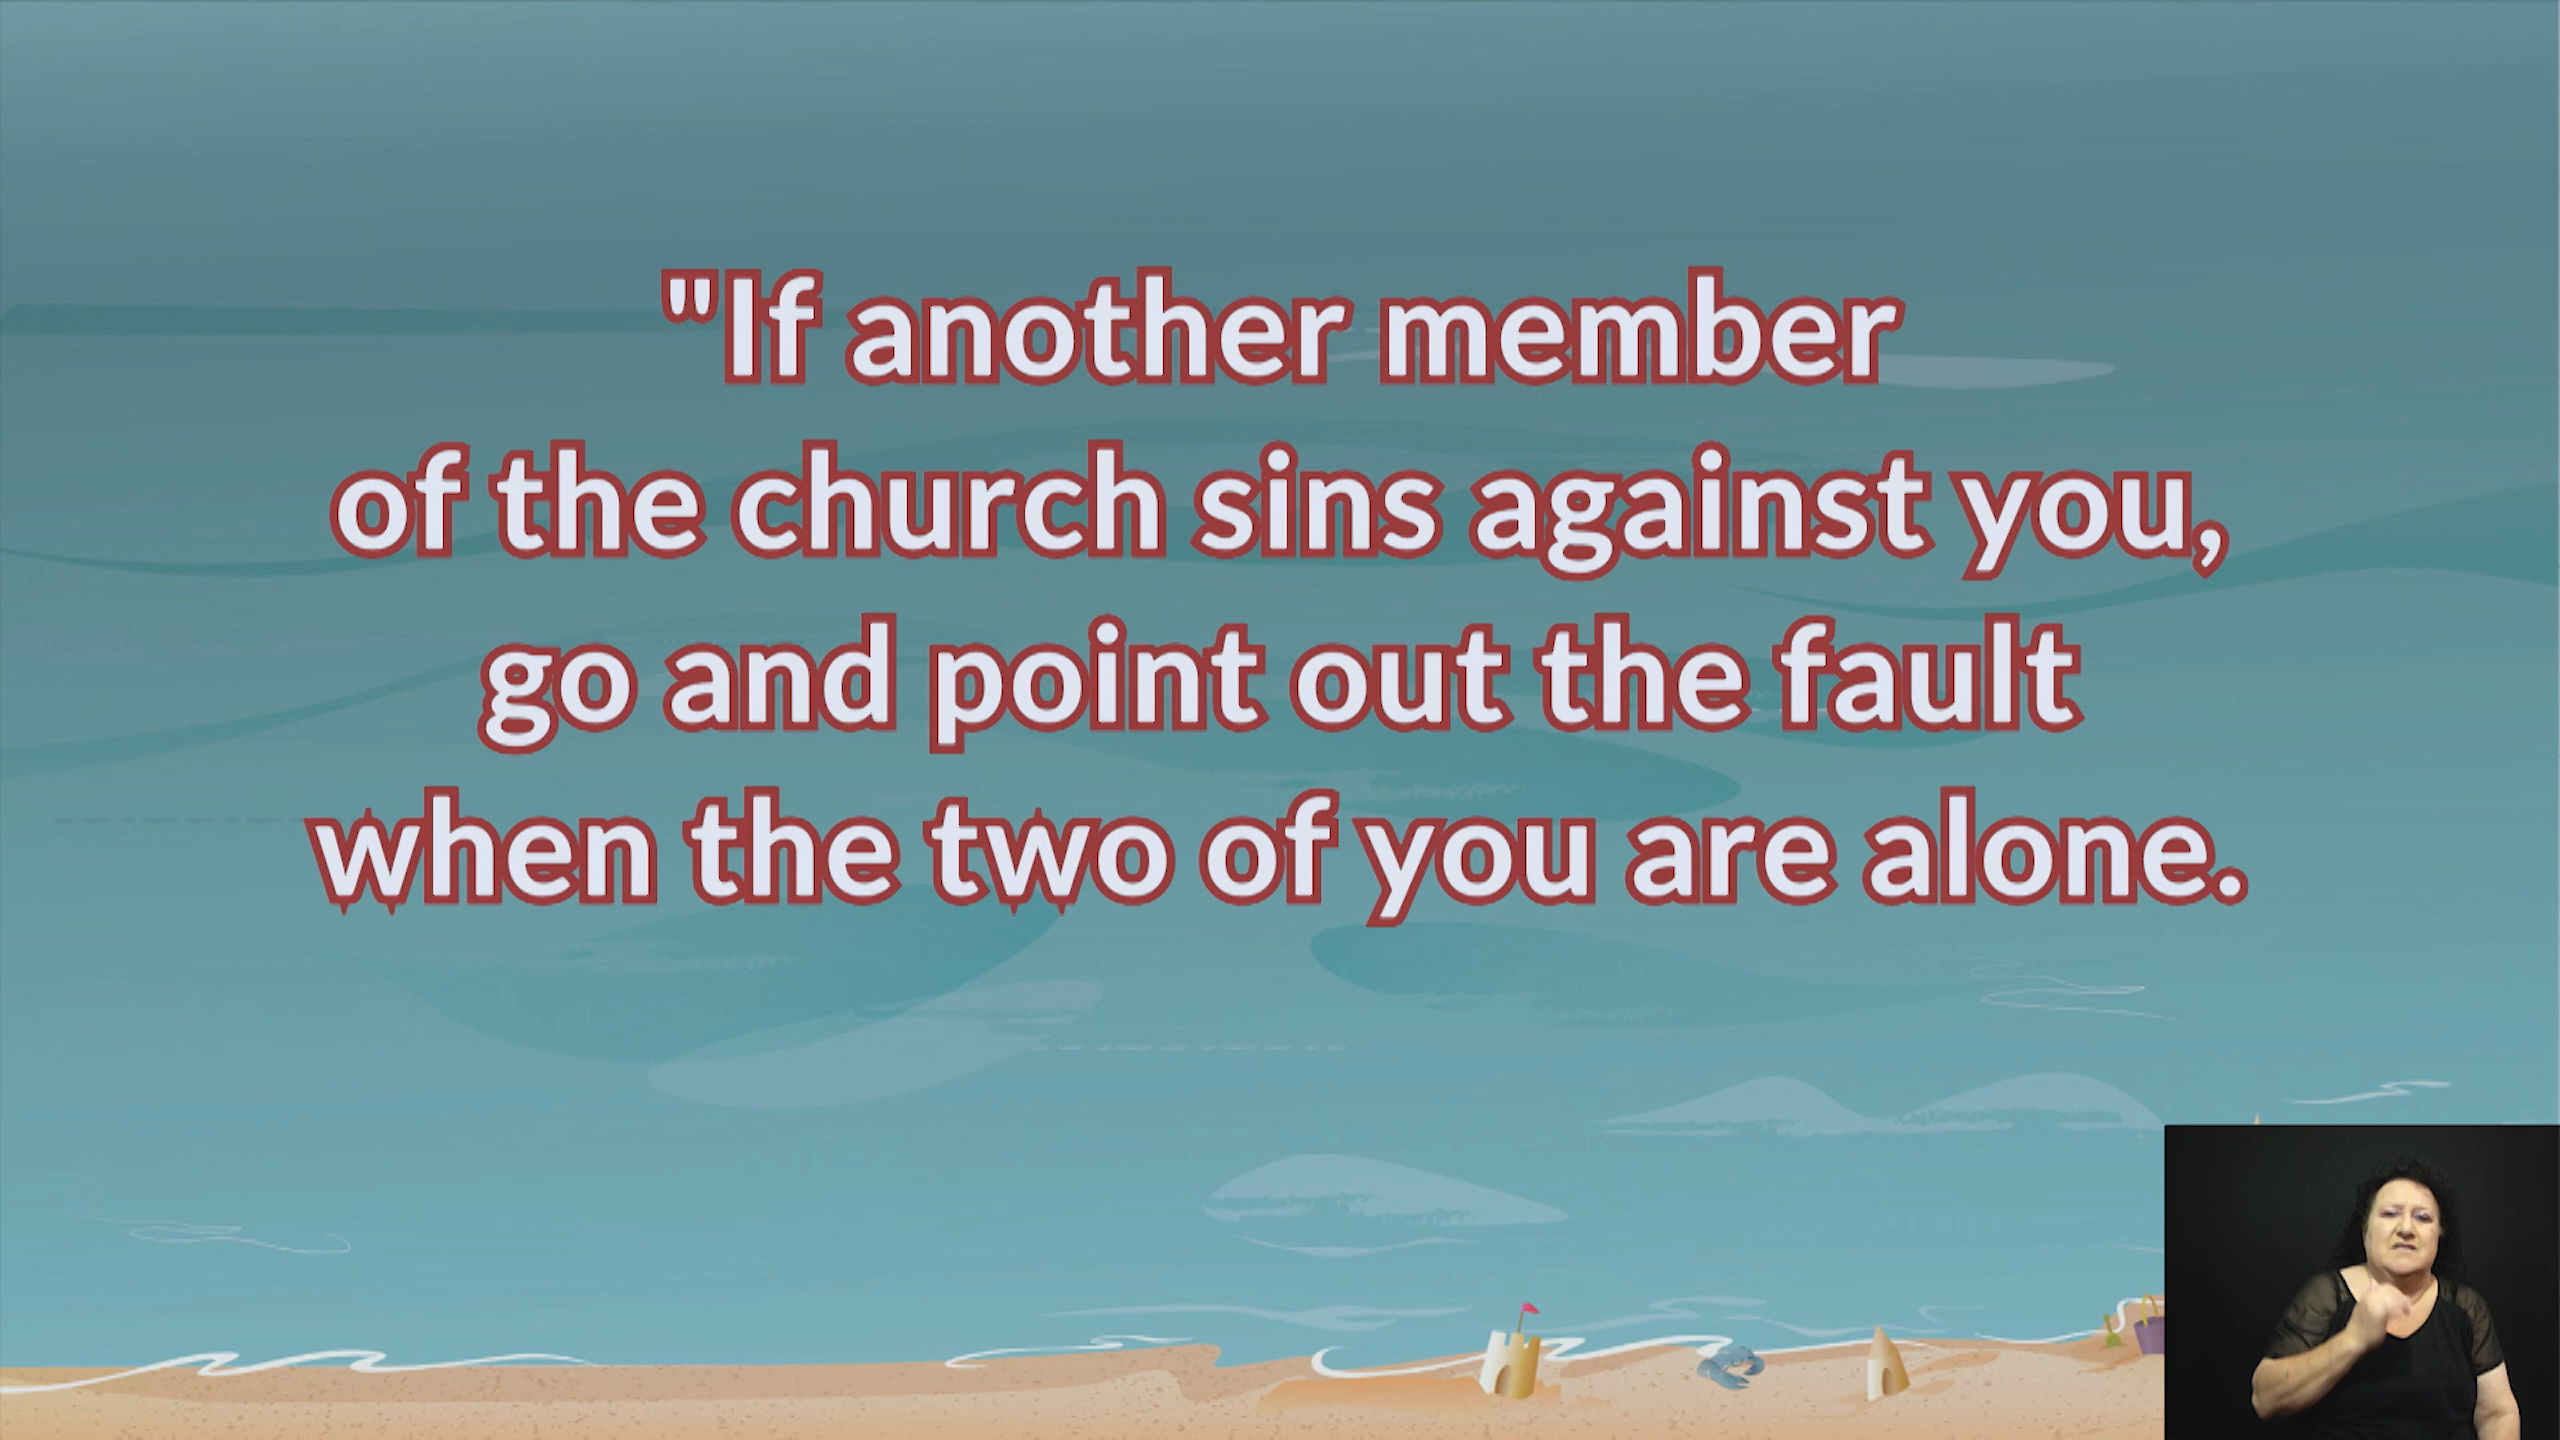 "If another member
of the church sins against you,
go and point out the fault
when the two of you are alone.